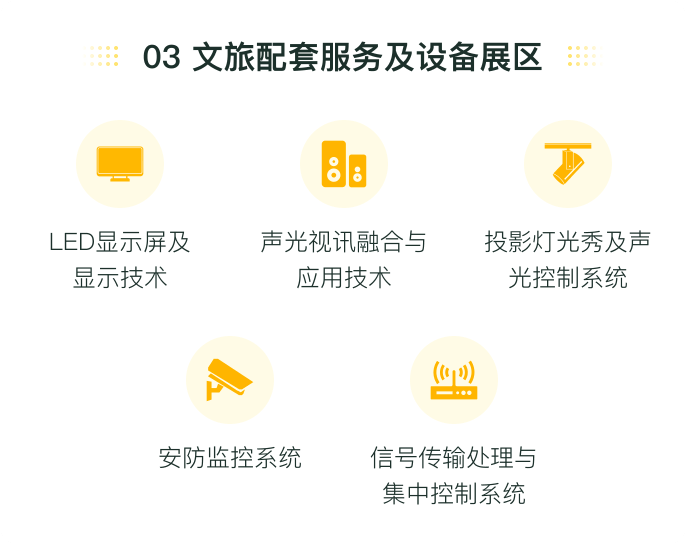 03 文旅配套服务及设备展区
LED显示屏及
显示技术
声光视讯融合与
应用技术
投影灯光秀及声
光控制系统
安防监控系统
信号传输处理与
集中控制系统